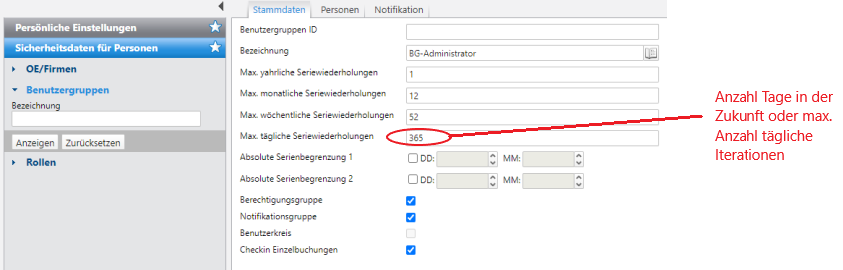 Persönliche Einstellungen
Sicherheitsdaten für Personen
OE/Firmen
Benutzergruppen
Bezeichnung
Anzeigen Zurücksetzen
Rollen
Stammdaten Personen Notifikation
Benutzergruppen ID
Bezeichnung BG-Administrator
Max. yahrliche Seriewiederholungen 1
Max. monatliche Seriewiederholungen 12
Max. wöchentliche Seriewiederholungen 52
Max. tägliche Seriewiederholungen 365
Absolute Serienbegrenzung 1 DD: MM:
Absolute Serienbegrenzung 2 DD: MM:
Berechtigungsgruppe
Notifikationsgruppe
Benutzerkreis
Checkin Einzelbuchungen
Anzahl Tage in der
Zukunft oder max.
Anzahl tägliche
Iterationen